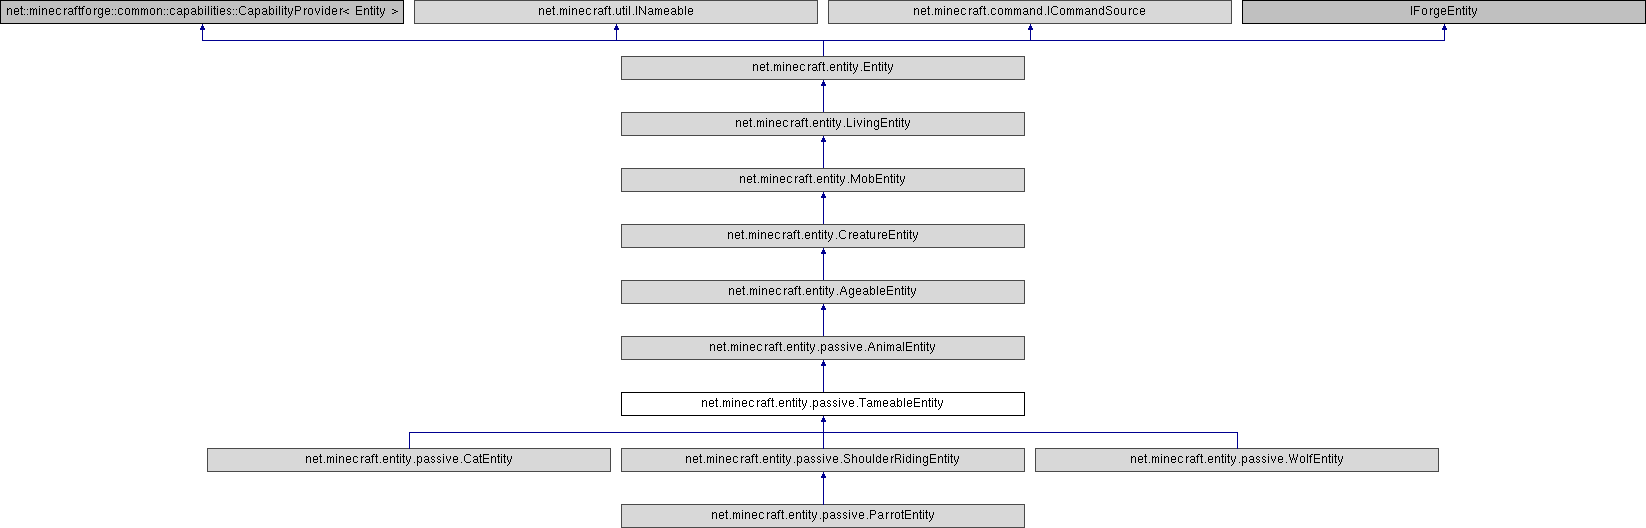 net::minecraftforge::common::capabilities::CapabilityProvider< Entity >
net.minecraft.util.INameable
net.minecraft.command.ICommandSource
IForgeEntity
net.minecraft.entity.Entity
net.minecraft.entity.LivingEntity
net.minecraft.entity.MobEntity
net.minecraft.entity.CreatureEntity
net.minecraft.entity.AgeableEntity
net.minecraft.entity.passive.AnimalEntity
net.minecraft.entity.passive.TameableEntity
net.minecraft.entity.passive.CatEntity
net.minecraft.entity.passive.ShoulderRidingEntity
net.minecraft.entity.passive.WolfEntity
net.minecraft.entity.passive.ParrotEntity